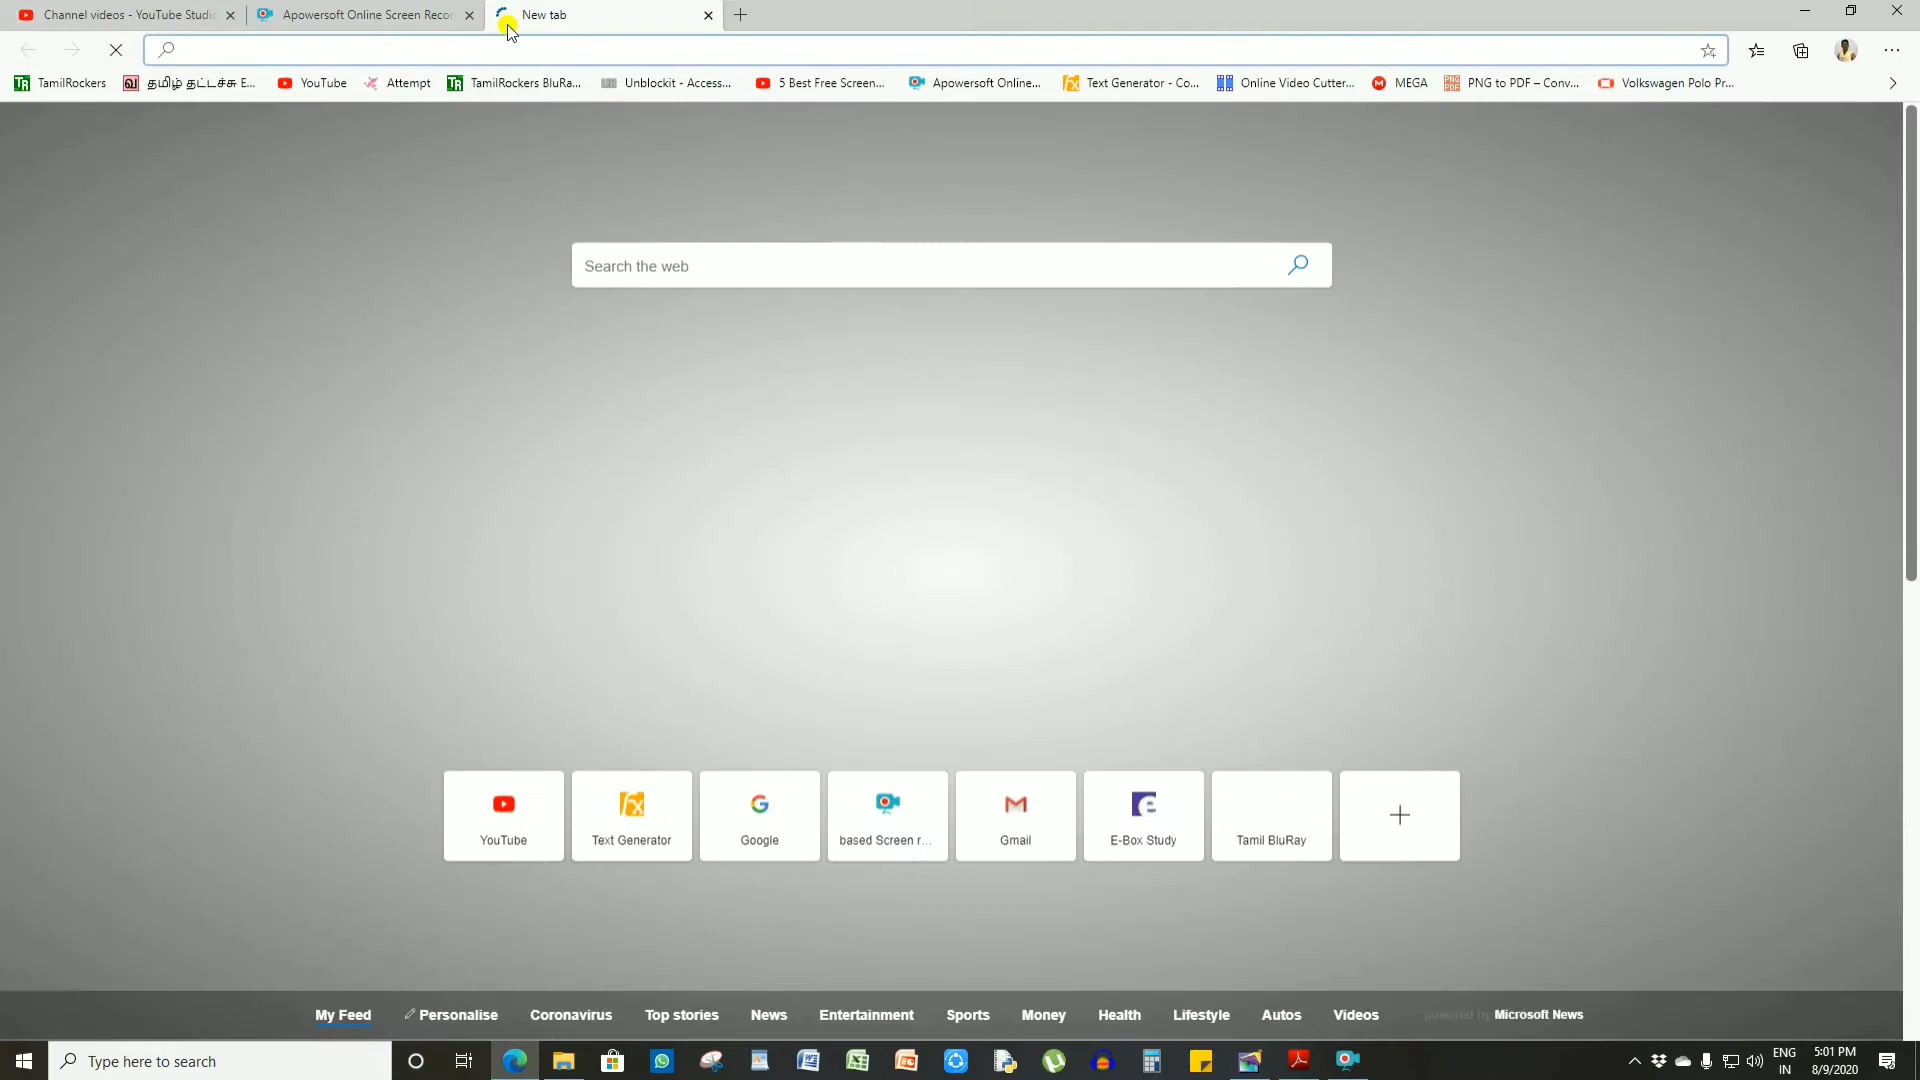 Channel videos - YouTube Studi
Apowersoft Online Screen Recor
New tab
TamilRockers
தமிழ் தட்டச்சு E...
YouTube
Attempt
TamilRockers BluRa...
Unblockit - Access...
5 Best Free Screen...
Apowersoft Online...
Text Generator - Co...
Online Video Cutter...
MEGA
PNG to PDF – Conv...
Volkswagen Polo Pr...
Search the web
YouTube
Text Generator
Google
based Screen r...
Gmail
E-Box Study
Tamil BluRay
My Feed
Personalise
Coronavirus
Top stories
News
Entertainment
Sports
Money
Health
Lifestyle
Autos
Videos
powered by Microsoft News
Type here to search
ENG
IN
5:01 PM
8/9/2020